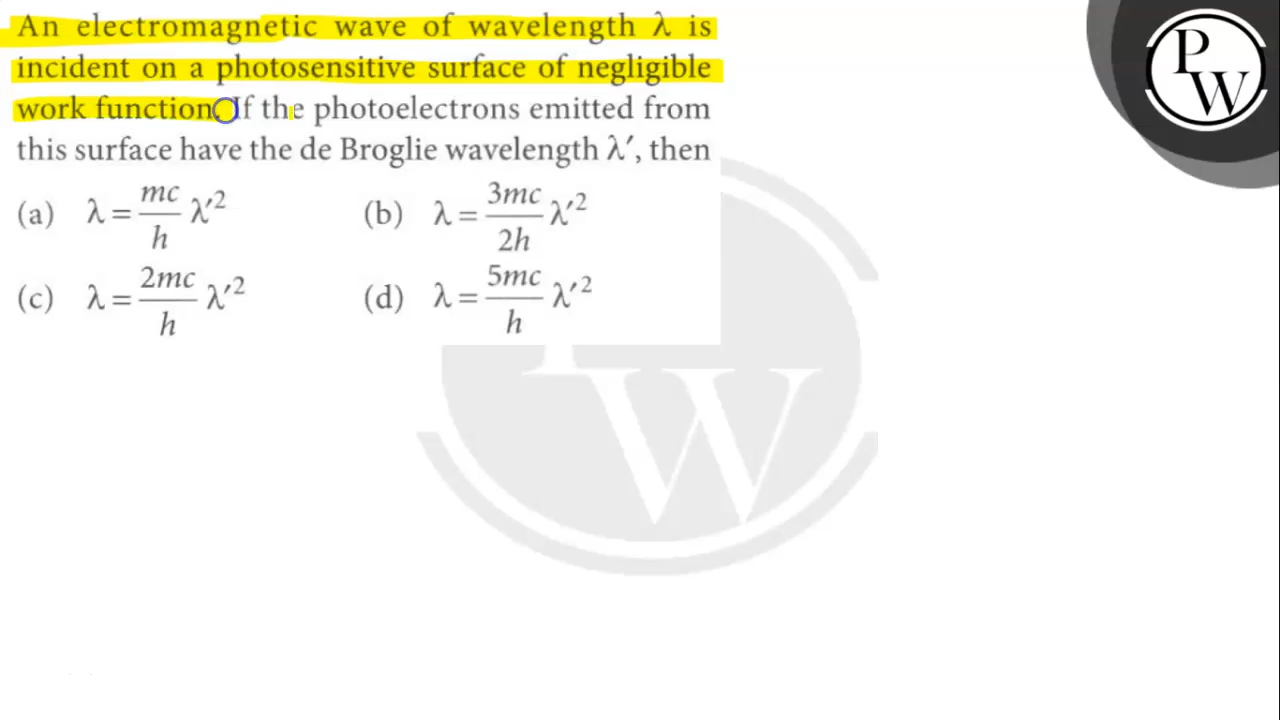 An electromagnetic wave of wavelength λ is
incident on a photosensitive surface of negligible
work function. If the photoelectrons emitted from
this surface have the de Broglie wavelength λ′, then
(a) λ = mc/h λ′² (b) λ = 3mc/2h λ′²
(c) λ = 2mc/h λ′² (d) λ = 5mc/h λ′²
P
W
W